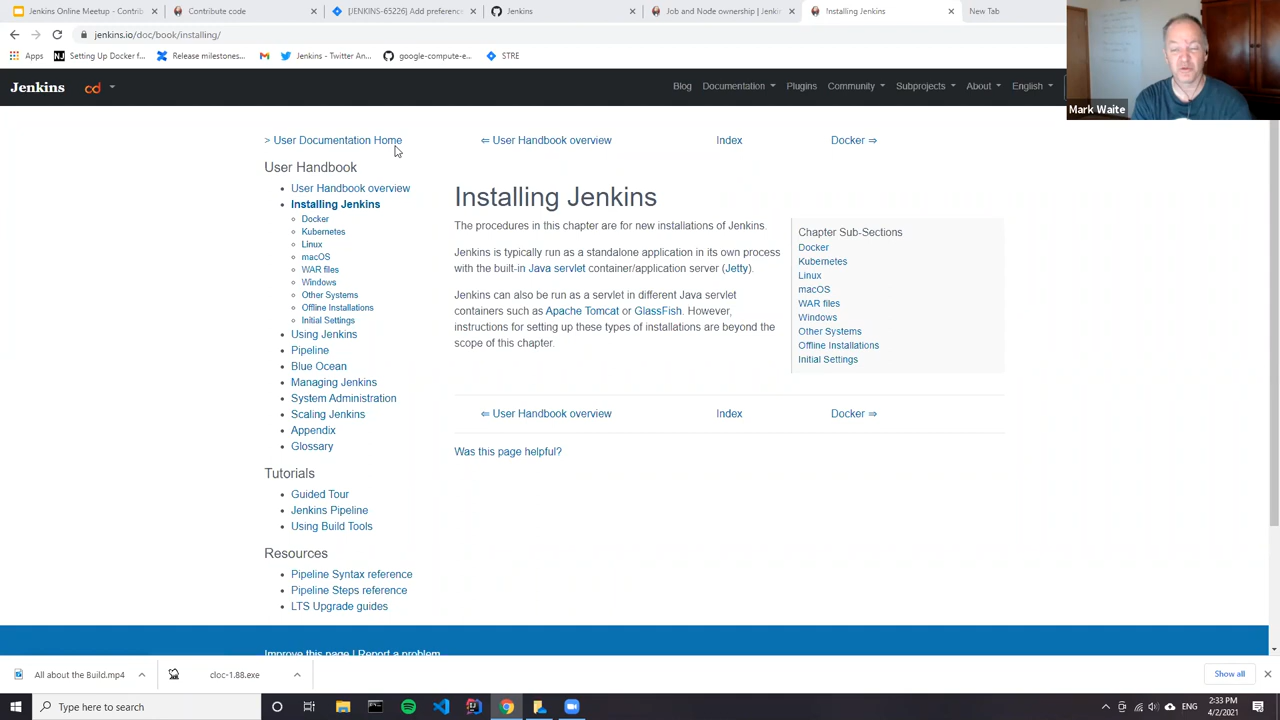 Jenkins Online Meetup - Contrib
Contribute code
[JENKINS-65226] Add preference
Jenkins
Job and Node ownership | Jenki
Installing Jenkins
New Tab
jenkins.io/doc/book/installing/
Apps
Setting Up Docker f...
Release milestones...
Jenkins - Twitter An...
google-compute-e...
STRE
Jenkins
cd
Blog
Documentation
Plugins
Community
Subprojects
About
English
Mark Waite
> User Documentation Home
⇐ User Handbook overview
Index
Docker ⇒
User Handbook
User Handbook overview
Installing Jenkins
Docker
Kubernetes
Linux
macOS
WAR files
Windows
Other Systems
Offline Installations
Initial Settings
Using Jenkins
Pipeline
Blue Ocean
Managing Jenkins
System Administration
Scaling Jenkins
Appendix
Glossary
Tutorials
Guided Tour
Jenkins Pipeline
Using Build Tools
Resources
Pipeline Syntax reference
Pipeline Steps reference
LTS Upgrade guides
Installing Jenkins
The procedures in this chapter are for new installations of Jenkins.
Jenkins is typically run as a standalone application in its own process
with the built-in Java servlet container/application server (Jetty).
Jenkins can also be run as a servlet in different Java servlet
containers such as Apache Tomcat or GlassFish. However,
instructions for setting up these types of installations are beyond the
scope of this chapter.
Chapter Sub-Sections
Docker
Kubernetes
Linux
macOS
WAR files
Windows
Other Systems
Offline Installations
Initial Settings
⇐ User Handbook overview
Index
Docker ⇒
Was this page helpful?
Improve this page | Report a problem
All about the Build.mp4
cloc-1.88.exe
Show all
Type here to search
ENG
2:33 PM
4/2/2021